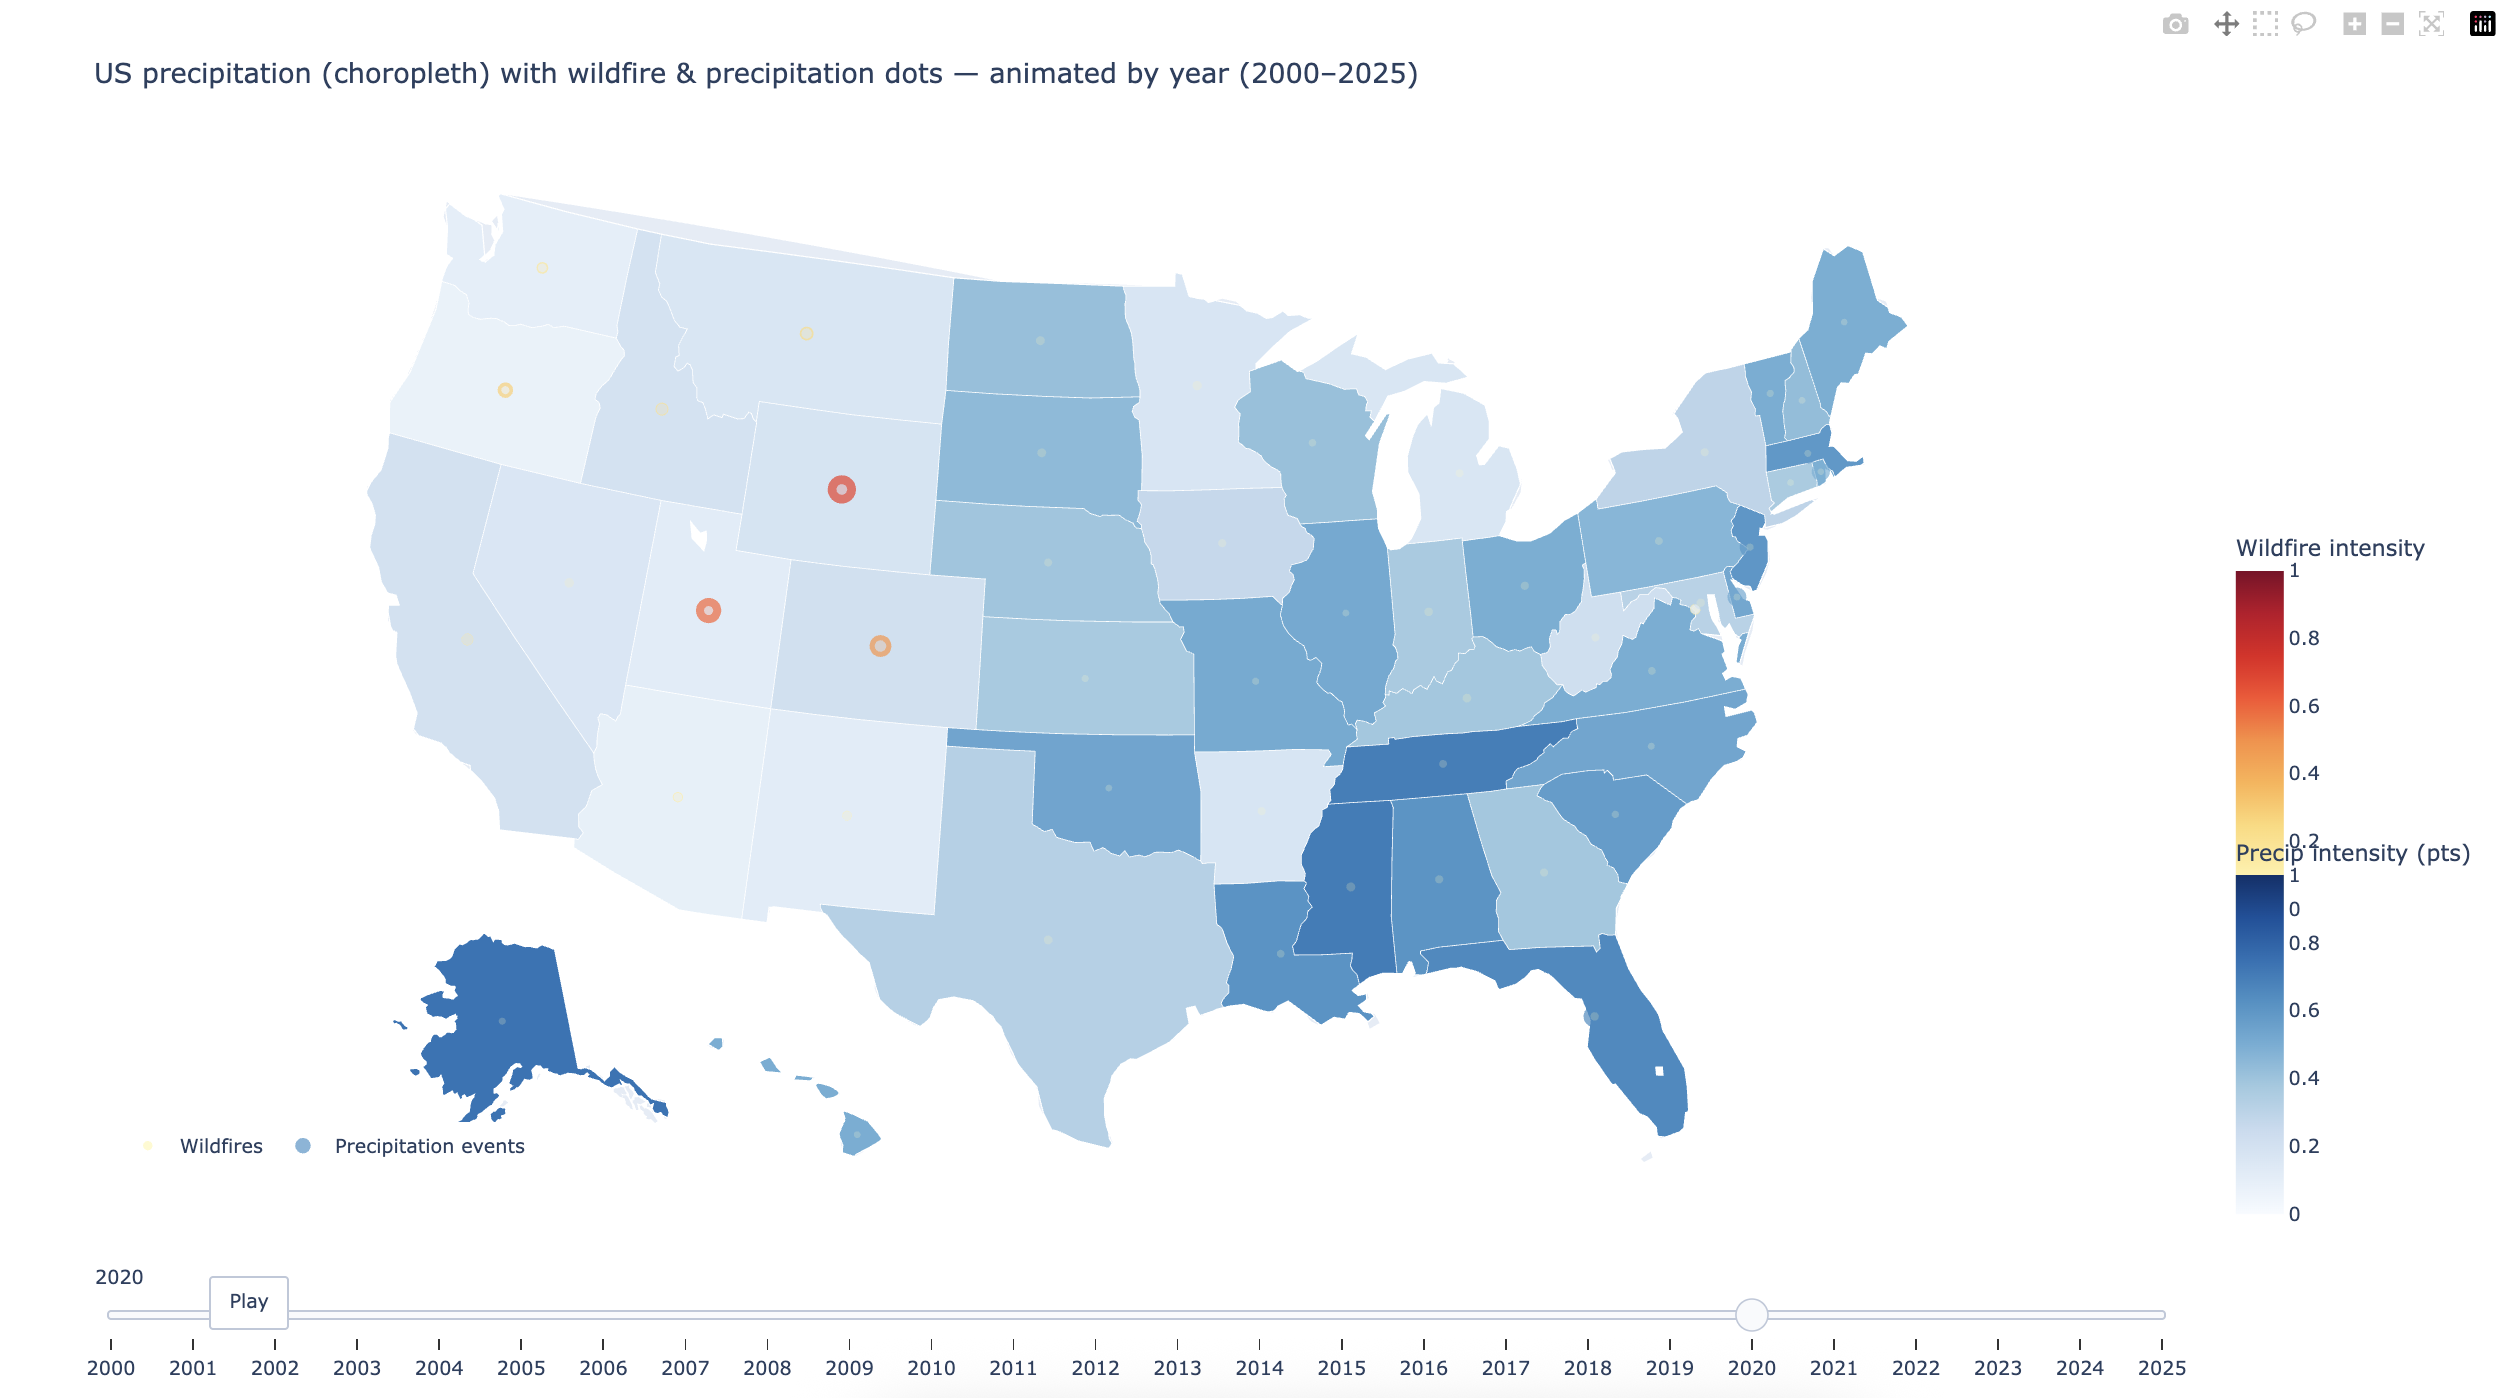 US precipitation (choropleth) with wildfire & precipitation dots — animated by year (2000–2025)
Wildfire intensity
1
0.8
0.6
0.4
0.2
0
Precip intensity (pts)
1
0.8
0.6
0.4
0.2
0
Wildfires
Precipitation events
2020
Play
2000 2001 2002 2003 2004 2005 2006 2007 2008 2009 2010 2011 2012 2013 2014 2015 2016 2017 2018 2019 2020 2021 2022 2023 2024 2025